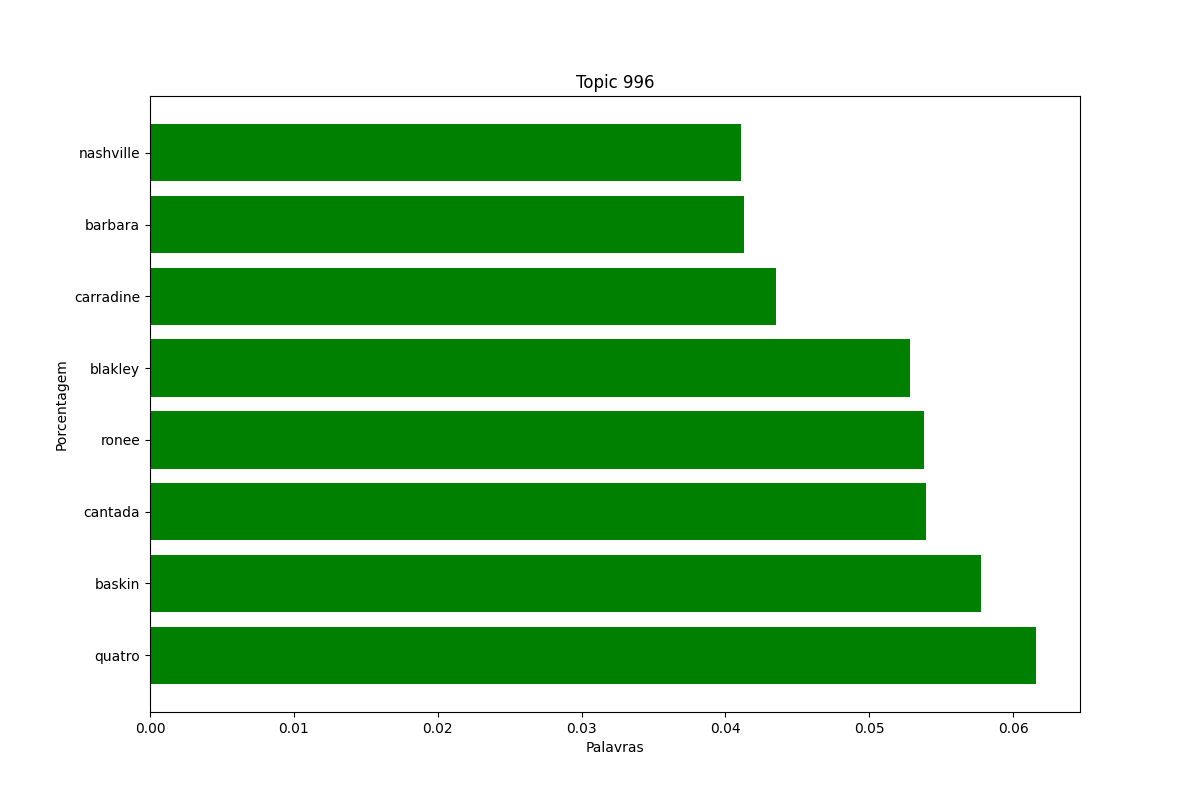 Topic 996
nashville
barbara
carradine
blakley
ronee
cantada
baskin
quatro
Porcentagem
0.00 0.01 0.02 0.03 0.04 0.05 0.06
Palavras